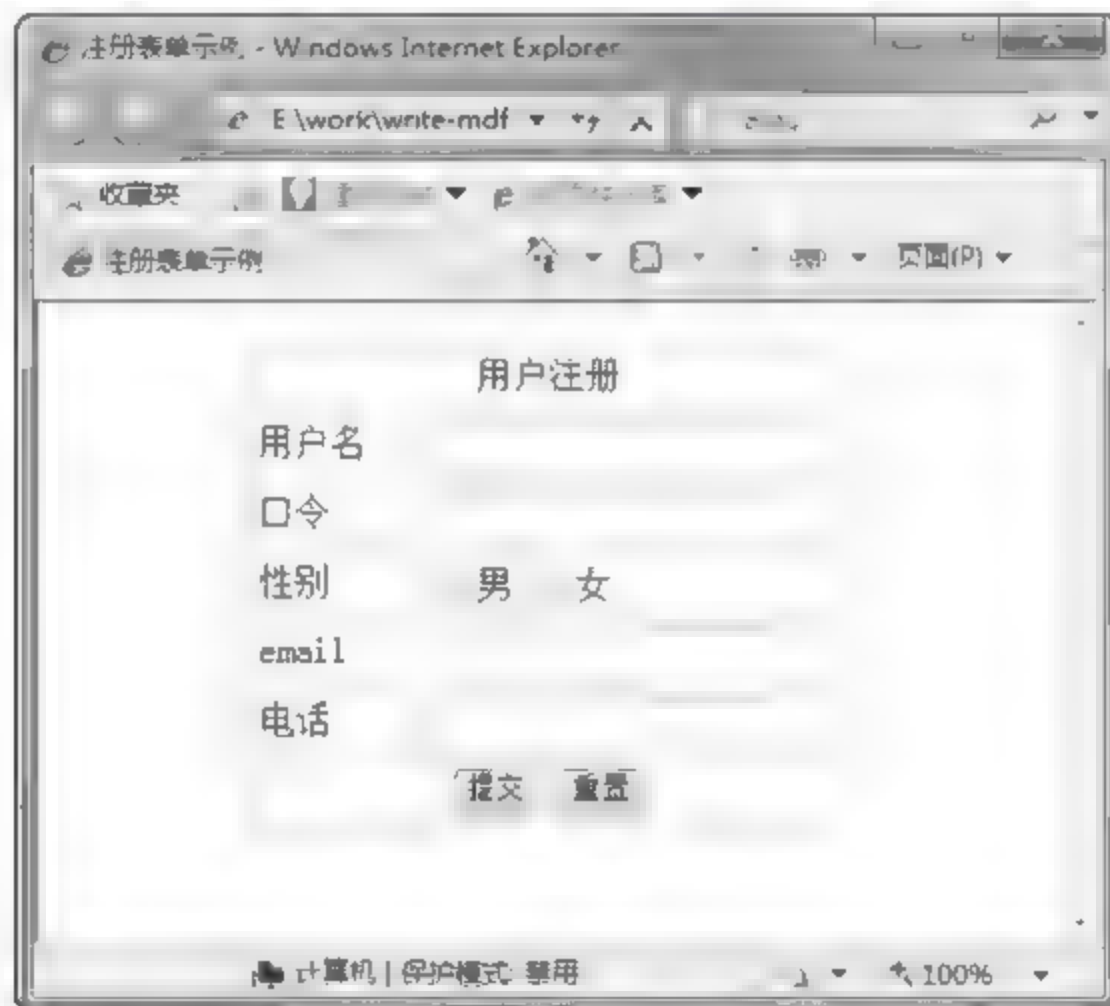 注册表单示例 - Windows Internet Explorer
E:\work\write-mdf
收藏夹
注册表单示例 页面(P)
用户注册
用户名
口令
性别 男 女
email
电话
提交 重置
计算机 | 保护模式: 禁用 100%